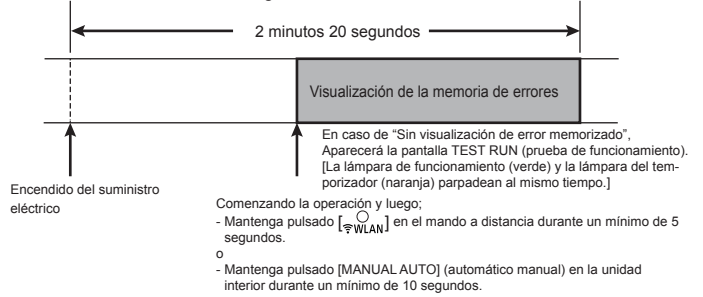 2 minutos 20 segundos
Visualización de la memoria de errores
En caso de “Sin visualización de error memorizado”,
Aparecerá la pantalla TEST RUN (prueba de funcionamiento).
[La lámpara de funcionamiento (verde) y la lámpara del tem-
porizador (naranja) parpadean al mismo tiempo.]
Encendido del suministro
eléctrico
Comenzando la operación y luego;
- Mantenga pulsado [WLAN] en el mando a distancia durante un mínimo de 5
segundos.
o
- Mantenga pulsado [MANUAL AUTO] (automático manual) en la unidad
interior durante un mínimo de 10 segundos.